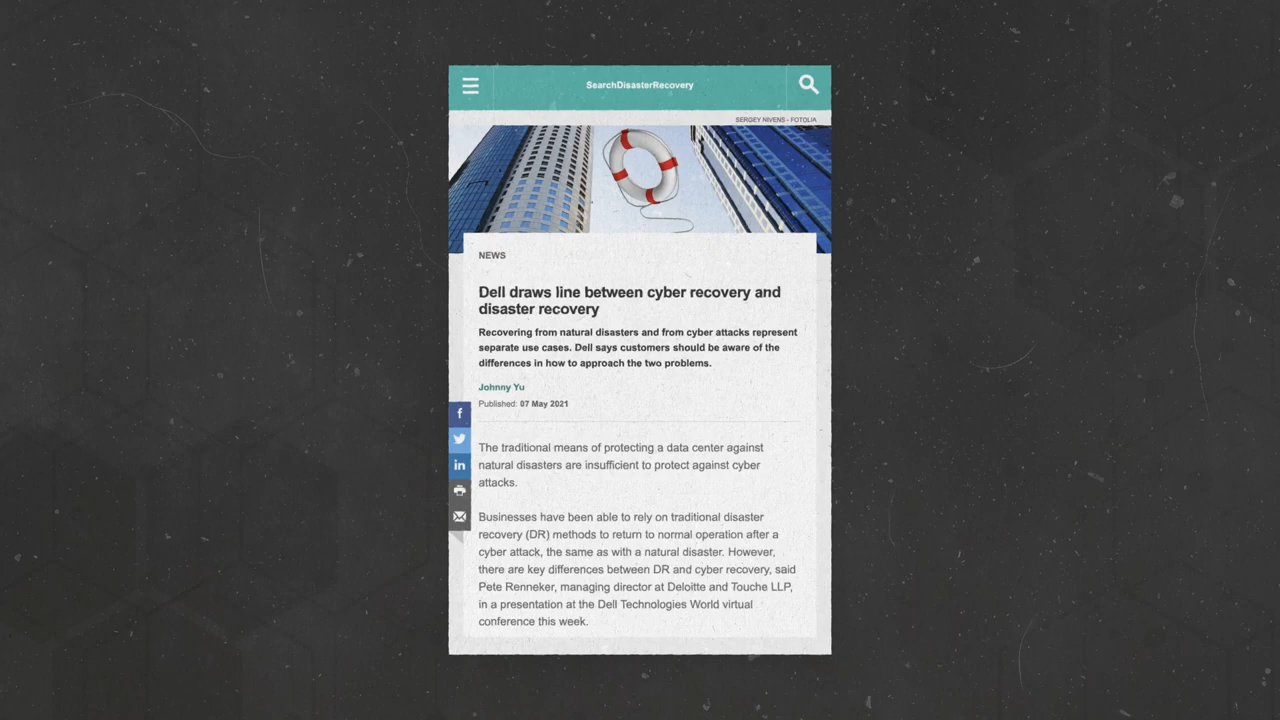 SearchDisasterRecovery
SERGEY NIVENS - FOTOLIA
NEWS
Dell draws line between cyber recovery and
disaster recovery
Recovering from natural disasters and from cyber attacks represent
separate use cases. Dell says customers should be aware of the
differences in how to approach the two problems.
Johnny Yu
Published: 07 May 2021
f
in
The traditional means of protecting a data center against
natural disasters are insufficient to protect against cyber
attacks.
Businesses have been able to rely on traditional disaster
recovery (DR) methods to return to normal operation after a
cyber attack, the same as with a natural disaster. However,
there are key differences between DR and cyber recovery, said
Pete Renneker, managing director at Deloitte and Touche LLP,
in a presentation at the Dell Technologies World virtual
conference this week.